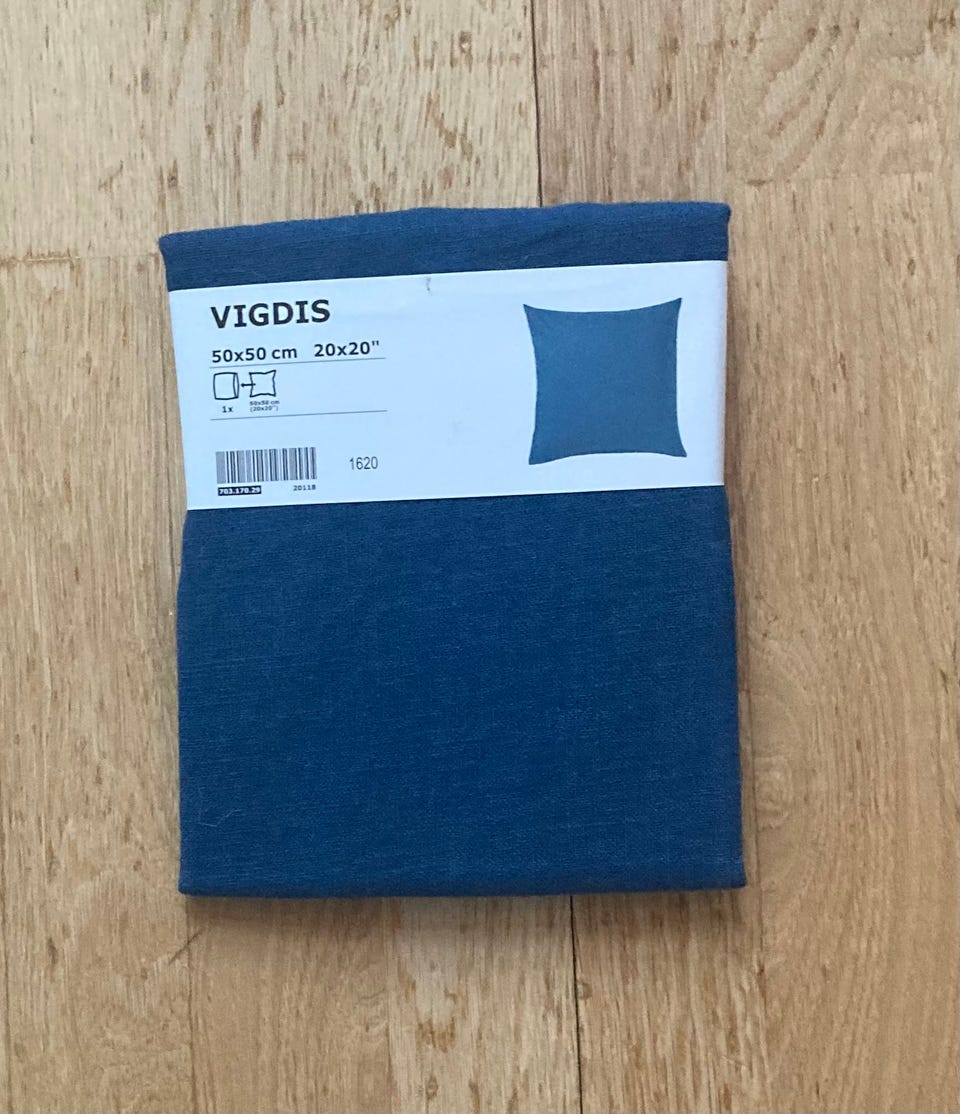 VIGDIS
50x50 cm 20x20"
1x
50x50 cm
(20x20")
1620
703.170.29 20118